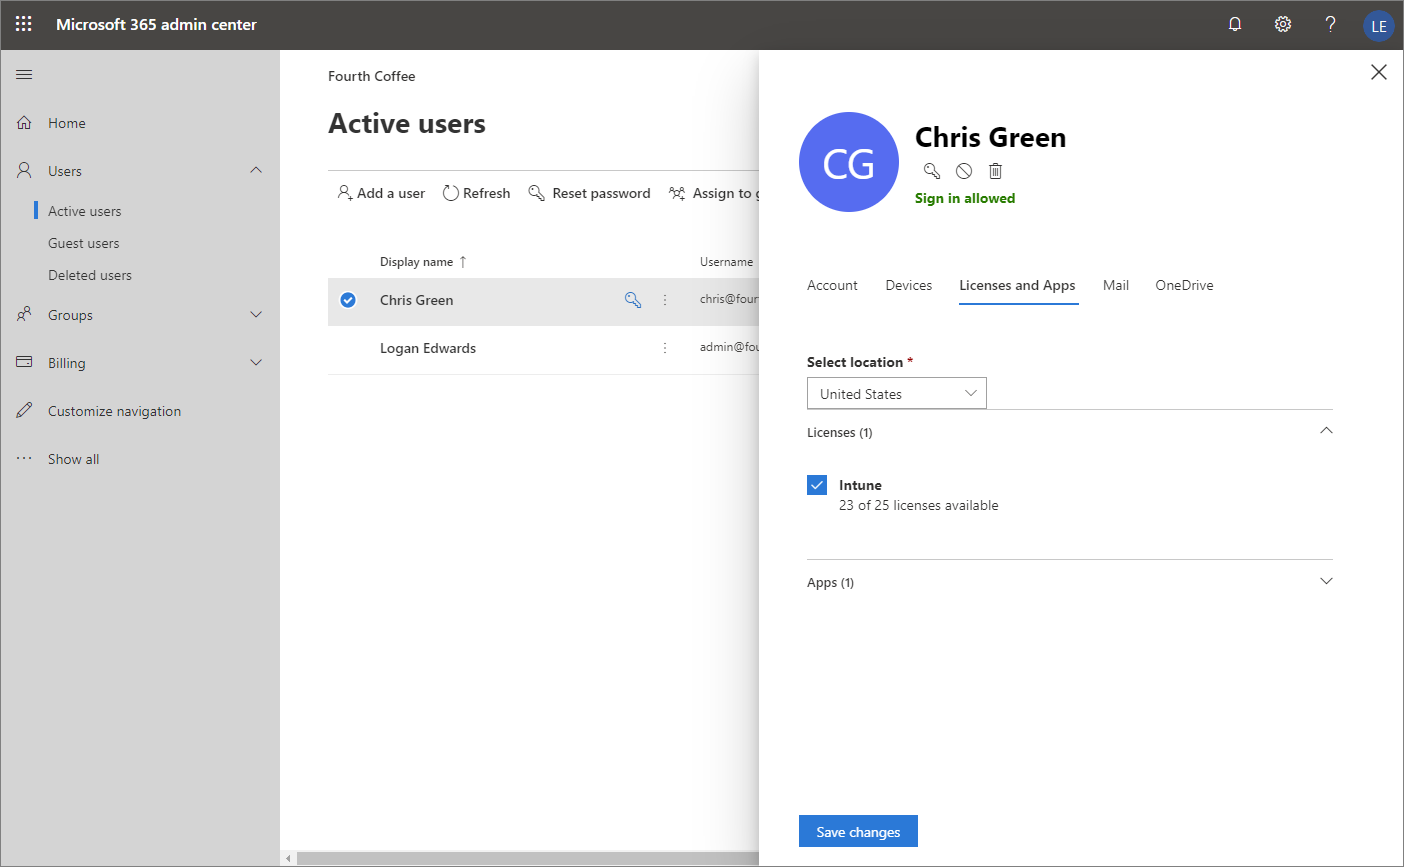 Microsoft 365 admin center
LE
Home
Users
Active users
Guest users
Deleted users
Groups
Billing
Customize navigation
Show all
Fourth Coffee
Active users
Add a user Refresh Reset password Assign to g
Display name ↑ Username
Chris Green chris@four
Logan Edwards admin@fou
CG
Chris Green
Sign in allowed
Account Devices Licenses and Apps Mail OneDrive
Select location *
United States
Licenses (1)
Intune
23 of 25 licenses available
Apps (1)
Save changes